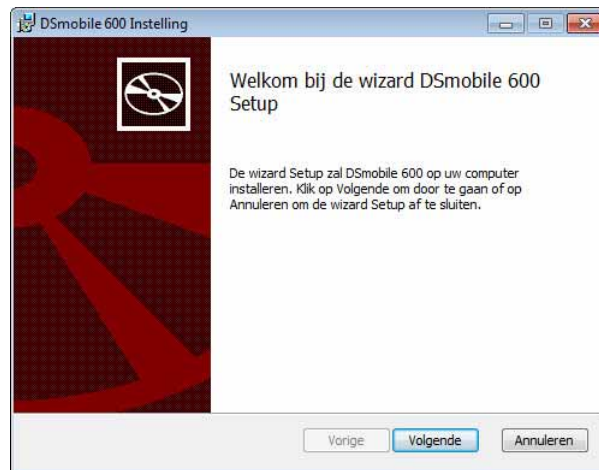 DSmobile 600 Instelling
Welkom bij de wizard DSmobile 600
Setup
De wizard Setup zal DSmobile 600 op uw computer
installeren. Klik op Volgende om door te gaan of op
Annuleren om de wizard Setup af te sluiten.
Vorige Volgende Annuleren